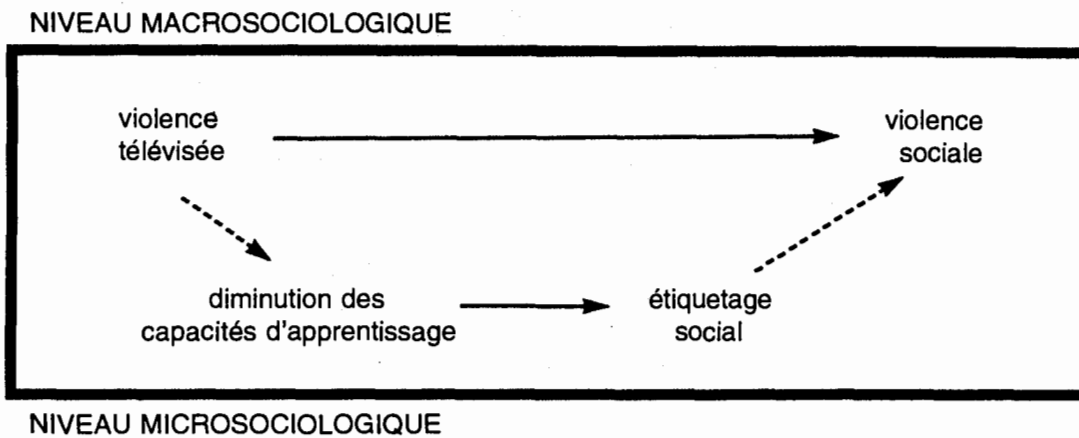 NIVEAU MACROSOCIOLOGIQUE
violence
télévisée
violence
sociale
diminution des
capacités d'apprentissage
étiquetage
social
NIVEAU MICROSOCIOLOGIQUE